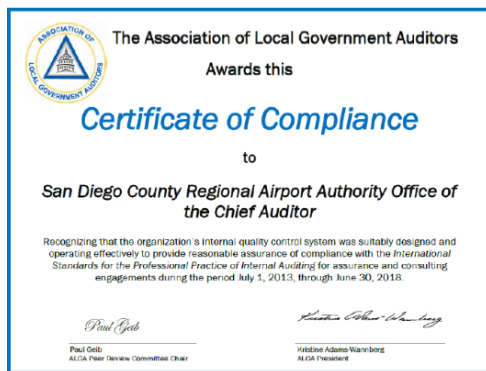 ASSOCIATION OF
LOCAL GOVERNMENT AUDITORS
The Association of Local Government Auditors
Awards this
Certificate of Compliance
to
San Diego County Regional Airport Authority Office of
the Chief Auditor
Recognizing that the organization's internal quality control system was suitably designed and
operating effectively to provide reasonable assurance of compliance with the International
Standards for the Professional Practice of Internal Auditing for assurance and consulting
engagements during the period July 1, 2013, through June 30, 2018.
Paul Geib
Kristine Adams-Wannberg
Paul Geib
Kristine Adams-Wannberg
ALGA Peer Review Committee Chair
ALGA President